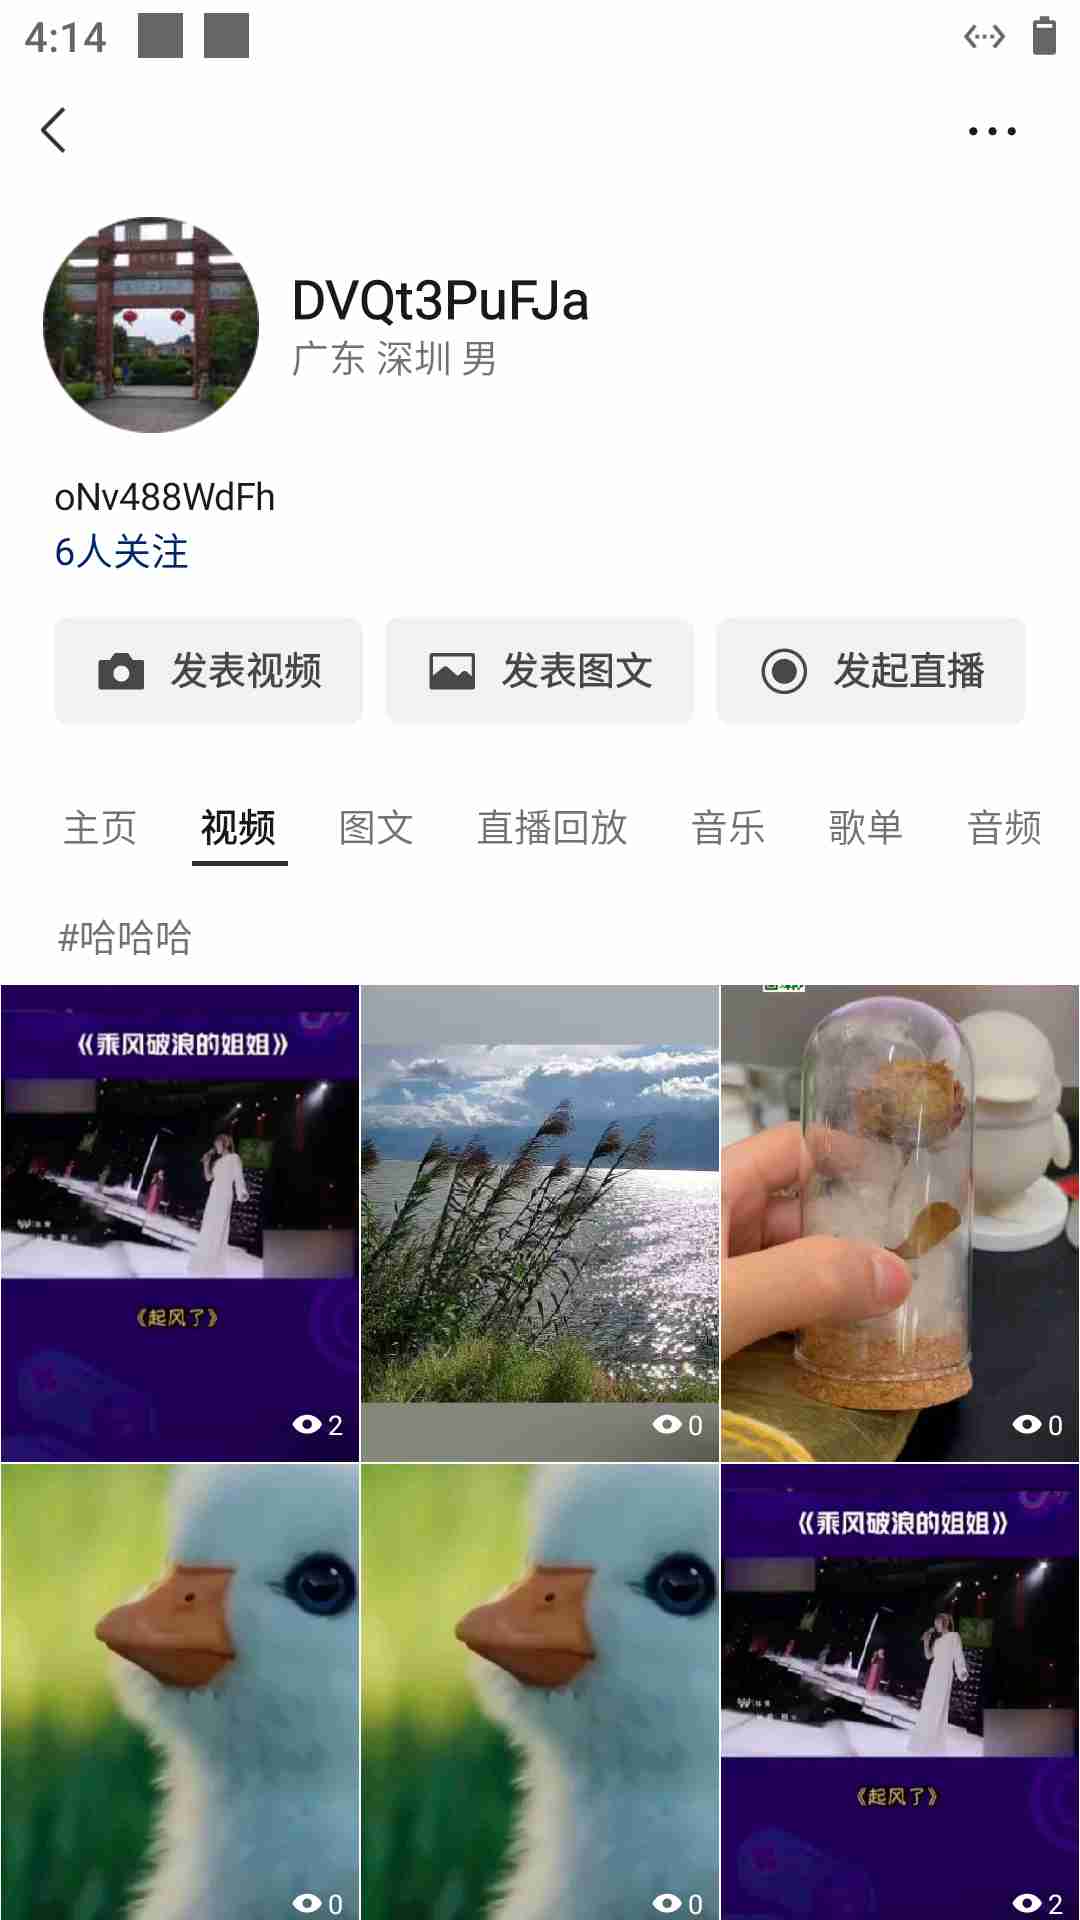 4:14
DVQt3PuFJa
广东 深圳 男
oNv488WdFh
6人关注
发表视频 发表图文 发起直播
主页 视频 图文 直播回放 音乐 歌单 音频
#哈哈哈
《乘风破浪的姐姐》
《起风了》
2 0 0
《乘风破浪的姐姐》
《起风了》
0 0 2